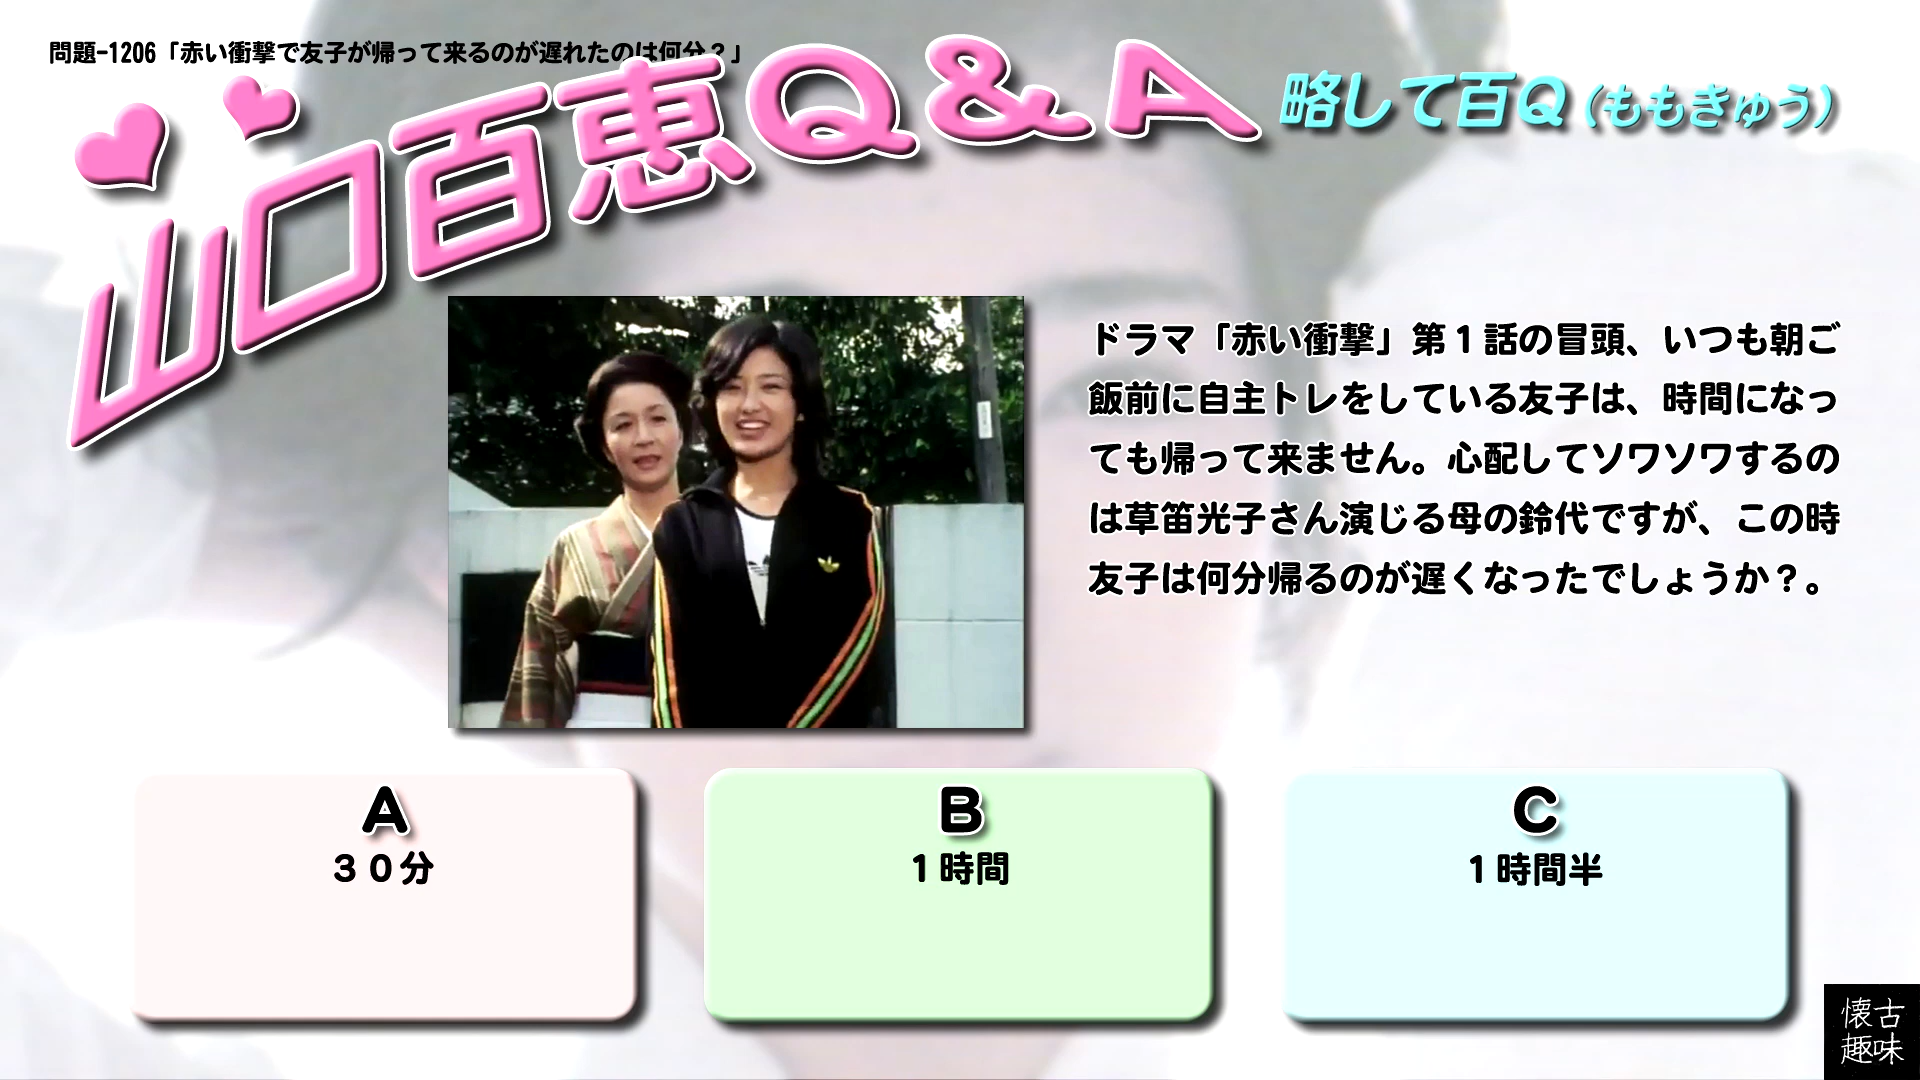 問題-1206「赤い衝撃で友子が帰って来るのが遅れたのは何分？」
山口百恵Q&A
略して百Q（ももきゅう）
ドラマ「赤い衝撃」第１話の冒頭、いつも朝ご
飯前に自主トレをしている友子は、時間になっ
ても帰って来ません。心配してソワソワするの
は草笛光子さん演じる母の鈴代ですが、この時
友子は何分帰るのが遅くなったでしょうか？。
A
３０分
B
１時間
C
１時間半
懐古
趣味